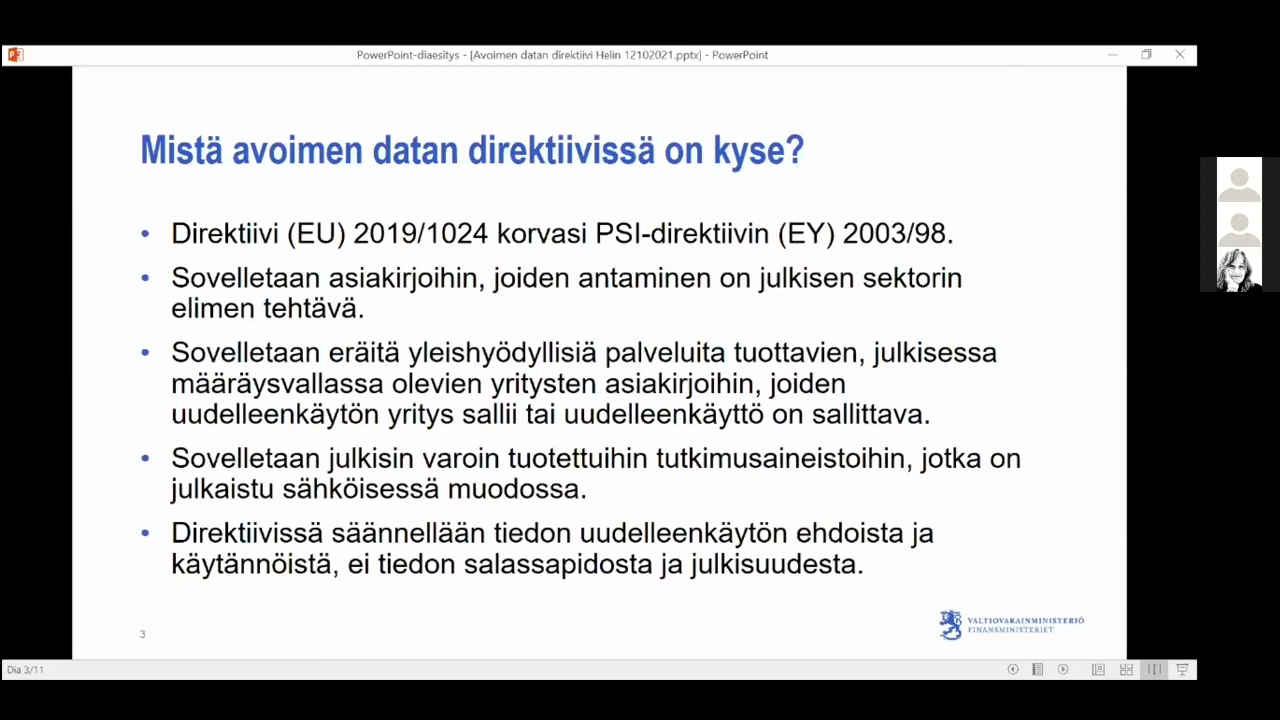 PowerPoint-diaesitys - [Avoimen datan direktiivi Helin 12102021.pptx] - PowerPoint
Mistä avoimen datan direktiivissä on kyse?
• Direktiivi (EU) 2019/1024 korvasi PSI-direktiivin (EY) 2003/98.
• Sovelletaan asiakirjoihin, joiden antaminen on julkisen sektorin
elimen tehtävä.
• Sovelletaan eräitä yleishyödyllisiä palveluita tuottavien, julkisessa
määräysvallassa olevien yritysten asiakirjoihin, joiden
uudelleenkäytön yritys sallii tai uudelleenkäyttö on sallittava.
• Sovelletaan julkisin varoin tuotettuihin tutkimusaineistoihin, jotka on
julkaistu sähköisessä muodossa.
• Direktiivissä säännellään tiedon uudelleenkäytön ehdoista ja
käytännöistä, ei tiedon salassapidosta ja julkisuudesta.
3
VALTIOVARAINMINISTERIÖ
FINANSMINISTERIET
Dia 3/11